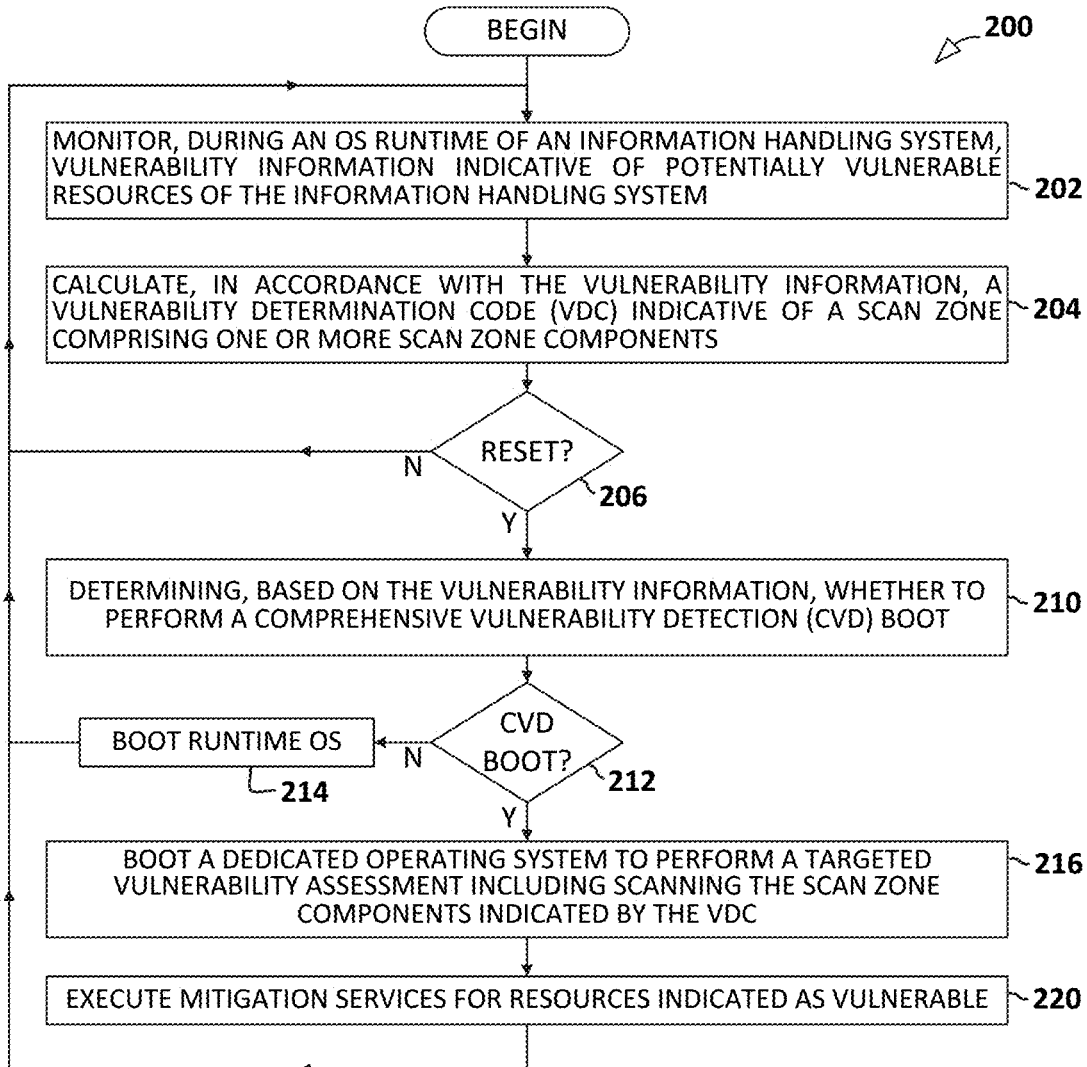 BEGIN
200
MONITOR, DURING AN OS RUNTIME OF AN INFORMATION HANDLING SYSTEM,
VULNERABILITY INFORMATION INDICATIVE OF POTENTIALLY VULNERABLE
RESOURCES OF THE INFORMATION HANDLING SYSTEM
202
CALCULATE, IN ACCORDANCE WITH THE VULNERABILITY INFORMATION, A
VULNERABILITY DETERMINATION CODE (VDC) INDICATIVE OF A SCAN ZONE
COMPRISING ONE OR MORE SCAN ZONE COMPONENTS
204
RESET?
N
206
Y
DETERMINING, BASED ON THE VULNERABILITY INFORMATION, WHETHER TO
PERFORM A COMPREHENSIVE VULNERABILITY DETECTION (CVD) BOOT
210
CVD
BOOT?
N
212
BOOT RUNTIME OS
214
Y
BOOT A DEDICATED OPERATING SYSTEM TO PERFORM A TARGETED
VULNERABILITY ASSESSMENT INCLUDING SCANNING THE SCAN ZONE
COMPONENTS INDICATED BY THE VDC
216
EXECUTE MITIGATION SERVICES FOR RESOURCES INDICATED AS VULNERABLE
220